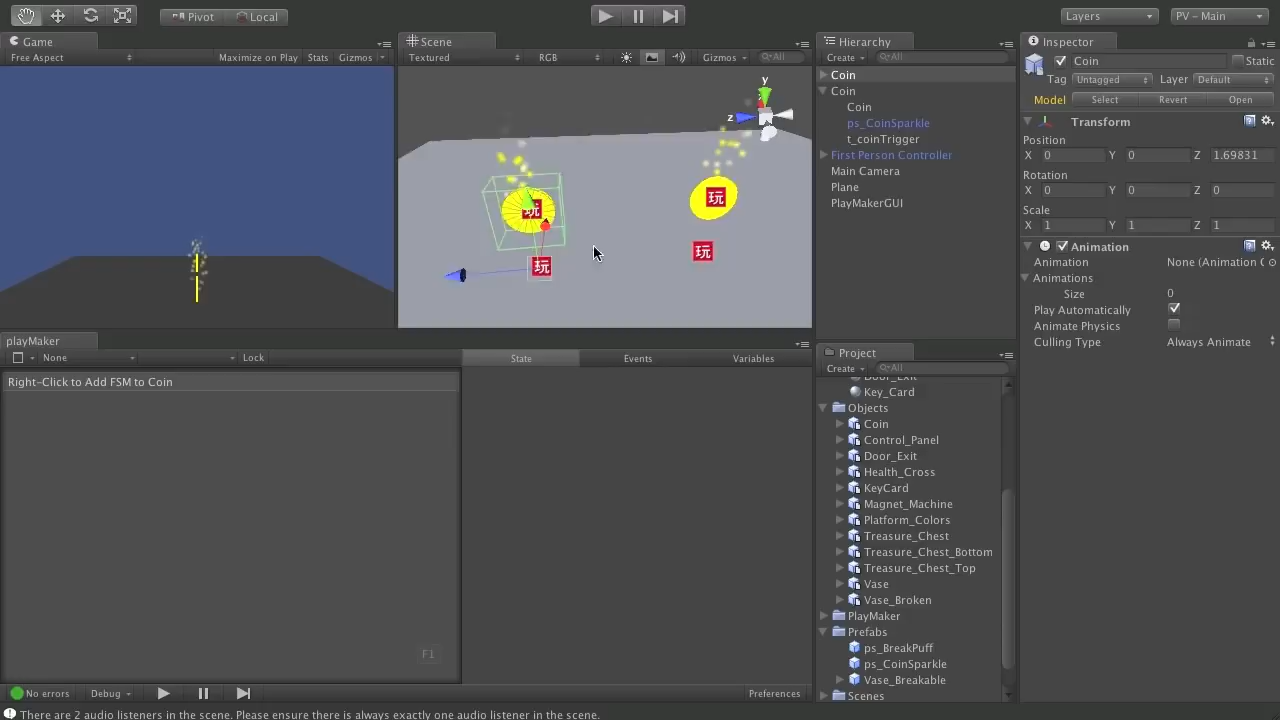 Pivot Local Layers PV - Main
Game
Free Aspect Maximize on Play Stats Gizmos
Scene
Textured RGB Gizmos All
y
z
玩
玩
玩
玩
Hierarchy
Create All
Coin
Coin
Coin
ps_CoinSparkle
t_coinTrigger
First Person Controller
Main Camera
Plane
PlayMakerGUI
Inspector
Coin Static
Tag Untagged Layer Default
Model Select Revert Open
Transform
Position
X 0 Y 0 Z 1.69831
Rotation
X 0 Y 0 Z 0
Scale
X 1 Y 1 Z 1
Animation
Animation None (Animation C
Animations
Size 0
Play Automatically
Animate Physics
Culling Type Always Animate
playMaker
None Lock State Events Variables
Right-Click to Add FSM to Coin
F1
No errors Debug Preferences
Project
Create All
Door_Exit
Key_Card
Objects
Coin
Control_Panel
Door_Exit
Health_Cross
KeyCard
Magnet_Machine
Platform_Colors
Treasure_Chest
Treasure_Chest_Bottom
Treasure_Chest_Top
Vase
Vase_Broken
PlayMaker
Prefabs
ps_BreakPuff
ps_CoinSparkle
Vase_Breakable
Scenes
There are 2 audio listeners in the scene. Please ensure there is always exactly one audio listener in the scene.